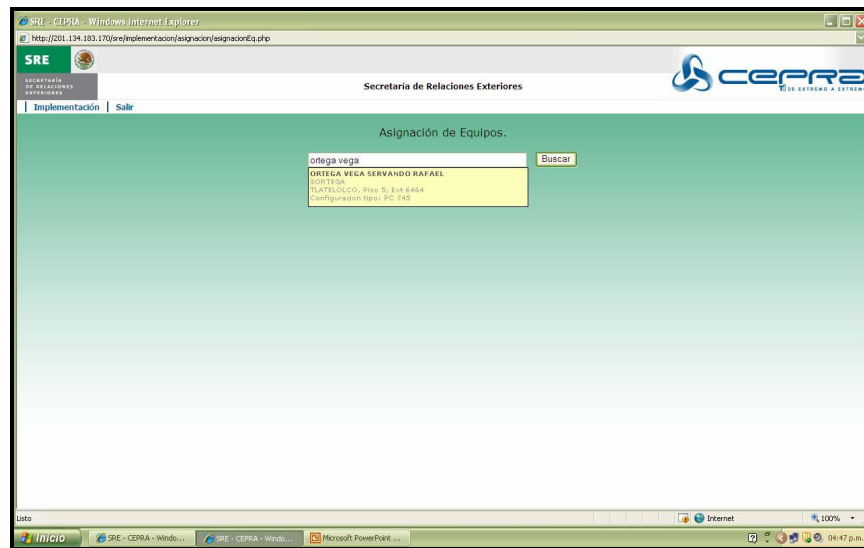 SRE - CEPRA - Windows Internet Explorer
http://201.134.183.170/sre/implementacion/asignacion/asignacionEq.php
SRE
SECRETARÍA
DE RELACIONES
EXTERIORES
Secretaría de Relaciones Exteriores
cepra
TI DE EXTREMO A EXTREMO
Implementación | Salir
Asignación de Equipos.
ortega vega
Buscar
ORTEGA VEGA SERVANDO RAFAEL
SORTEGA
TLATELOLCO, Piso 5, Ext 6464
Configuracion tipo: PC 745
Listo
Internet
100%
Inicio
SRE - CEPRA - Windo...
SRE - CEPRA - Windo...
Microsoft PowerPoint ...
04:47 p.m.